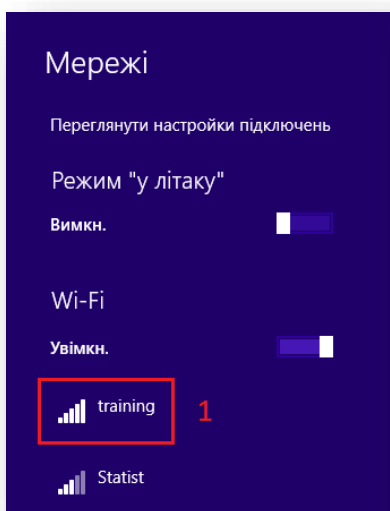 Мережі
Переглянути настройки підключень
Режим "у літаку"
Вимкн.
Wi-Fi
Увімкн.
training 1
Statist